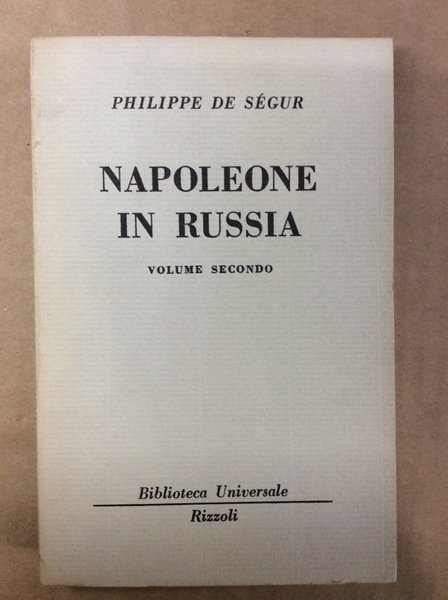 PHILIPPE DE SÉGUR
NAPOLEONE
IN RUSSIA
VOLUME SECONDO
Biblioteca Universale
Rizzoli